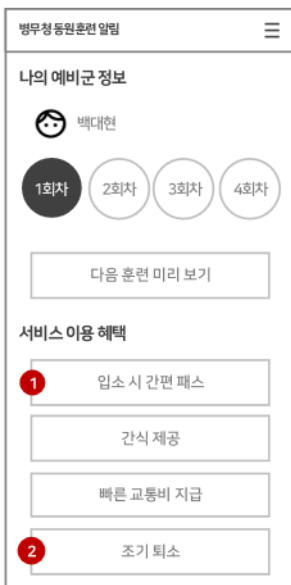 병무청 동원훈련 알림
나의 예비군 정보
백대현
1회차 2회차 3회차 4회차
다음 훈련 미리 보기
서비스 이용 혜택
1 입소 시 간편 패스
간식 제공
빠른 교통비 지급
2 조기 퇴소